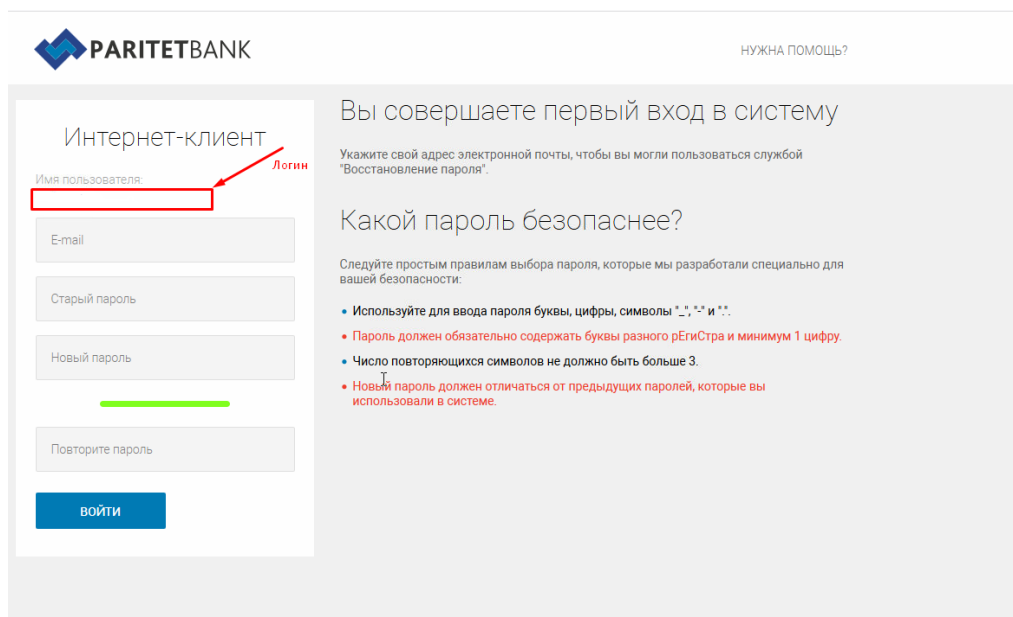 PARITETBANK
НУЖНА ПОМОЩЬ?
Интернет-клиент
Логин
Имя пользователя:
E-mail
Старый пароль
Новый пароль
Повторите пароль
ВОЙТИ
Вы совершаете первый вход в систему
Укажите свой адрес электронной почты, чтобы вы могли пользоваться службой
"Восстановление пароля".
Какой пароль безопаснее?
Следуйте простым правилам выбора пароля, которые мы разработали специально для
вашей безопасности:
• Используйте для ввода пароля буквы, цифры, символы "_", "-" и ".".
• Пароль должен обязательно содержать буквы разного рЕгиСтра и минимум 1 цифру.
• Число повторяющихся символов не должно быть больше 3.
• Новый пароль должен отличаться от предыдущих паролей, которые вы
использовали в системе.